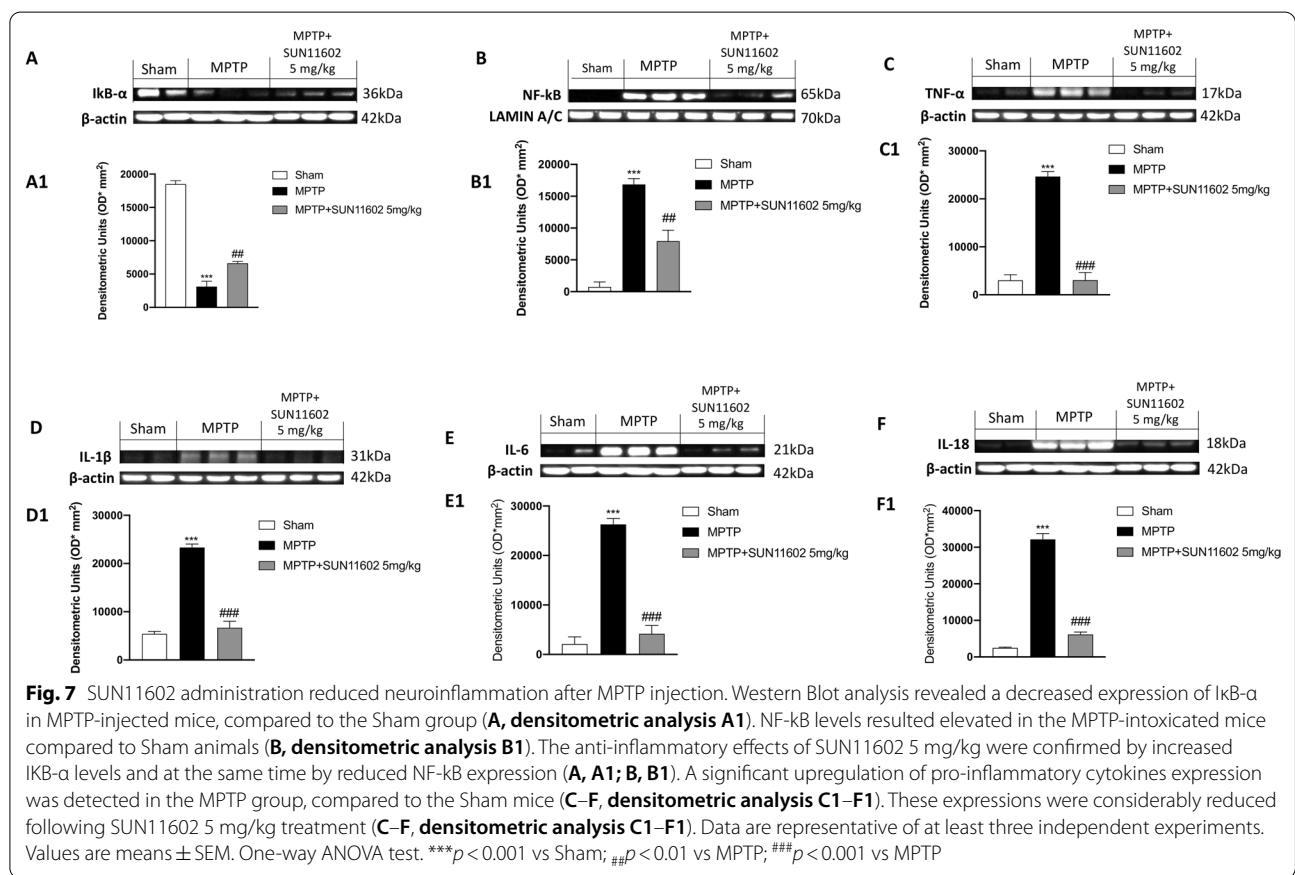 A
MPTP+
SUN11602
5 mg/kg
Sham
MPTP
IkB-α
36kDa
β-actin
42kDa
B
MPTP+
SUN11602
5 mg/kg
Sham
MPTP
NF-kB
65kDa
LAMIN A/C
70kDa
C
MPTP+
SUN11602
5 mg/kg
Sham
MPTP
TNF-α
17kDa
β-actin
42kDa
A1
Densitometric Units (OD* mm²)
20000
15000
10000
5000
0
***
##
Sham
MPTP
MPTP+SUN11602 5mg/kg
B1
Densitometric Units (OD* mm²)
20000
15000
10000
5000
0
***
##
Sham
MPTP
MPTP+SUN11602 5mg/kg
C1
Densitometric Units (OD* mm²)
30000
20000
10000
0
***
###
Sham
MPTP
MPTP+SUN11602 5mg/kg
D
MPTP+
SUN11602
5 mg/kg
Sham
MPTP
IL-1β
31kDa
β-actin
42kDa
E
MPTP+
SUN11602
5 mg/kg
Sham
MPTP
IL-6
21kDa
β-actin
42kDa
F
MPTP+
SUN11602
5 mg/kg
Sham
MPTP
IL-18
18kDa
β-actin
42kDa
D1
Densitometric Units (OD* mm²)
30000
20000
10000
0
***
###
Sham
MPTP
MPTP+SUN11602 5mg/kg
E1
Densitometric Units (OD*mm²)
30000
20000
10000
0
***
###
Sham
MPTP
MPTP+SUN11602 5mg/kg
F1
Densitometric Units (OD*mm²)
40000
30000
20000
10000
0
***
###
Sham
MPTP
MPTP+SUN11602 5mg/kg
Fig. 7 SUN11602 administration reduced neuroinflammation after MPTP injection. Western Blot analysis revealed a decreased expression of IκB-α
in MPTP-injected mice, compared to the Sham group (A, densitometric analysis A1). NF-kB levels resulted elevated in the MPTP-intoxicated mice
compared to Sham animals (B, densitometric analysis B1). The anti-inflammatory effects of SUN11602 5 mg/kg were confirmed by increased
IKB-α levels and at the same time by reduced NF-kB expression (A, A1; B, B1). A significant upregulation of pro-inflammatory cytokines expression
was detected in the MPTP group, compared to the Sham mice (C–F, densitometric analysis C1–F1). These expressions were considerably reduced
following SUN11602 5 mg/kg treatment (C–F, densitometric analysis C1–F1). Data are representative of at least three independent experiments.
Values are means ± SEM. One-way ANOVA test. ***p < 0.001 vs Sham; ##p < 0.01 vs MPTP; ###p < 0.001 vs MPTP